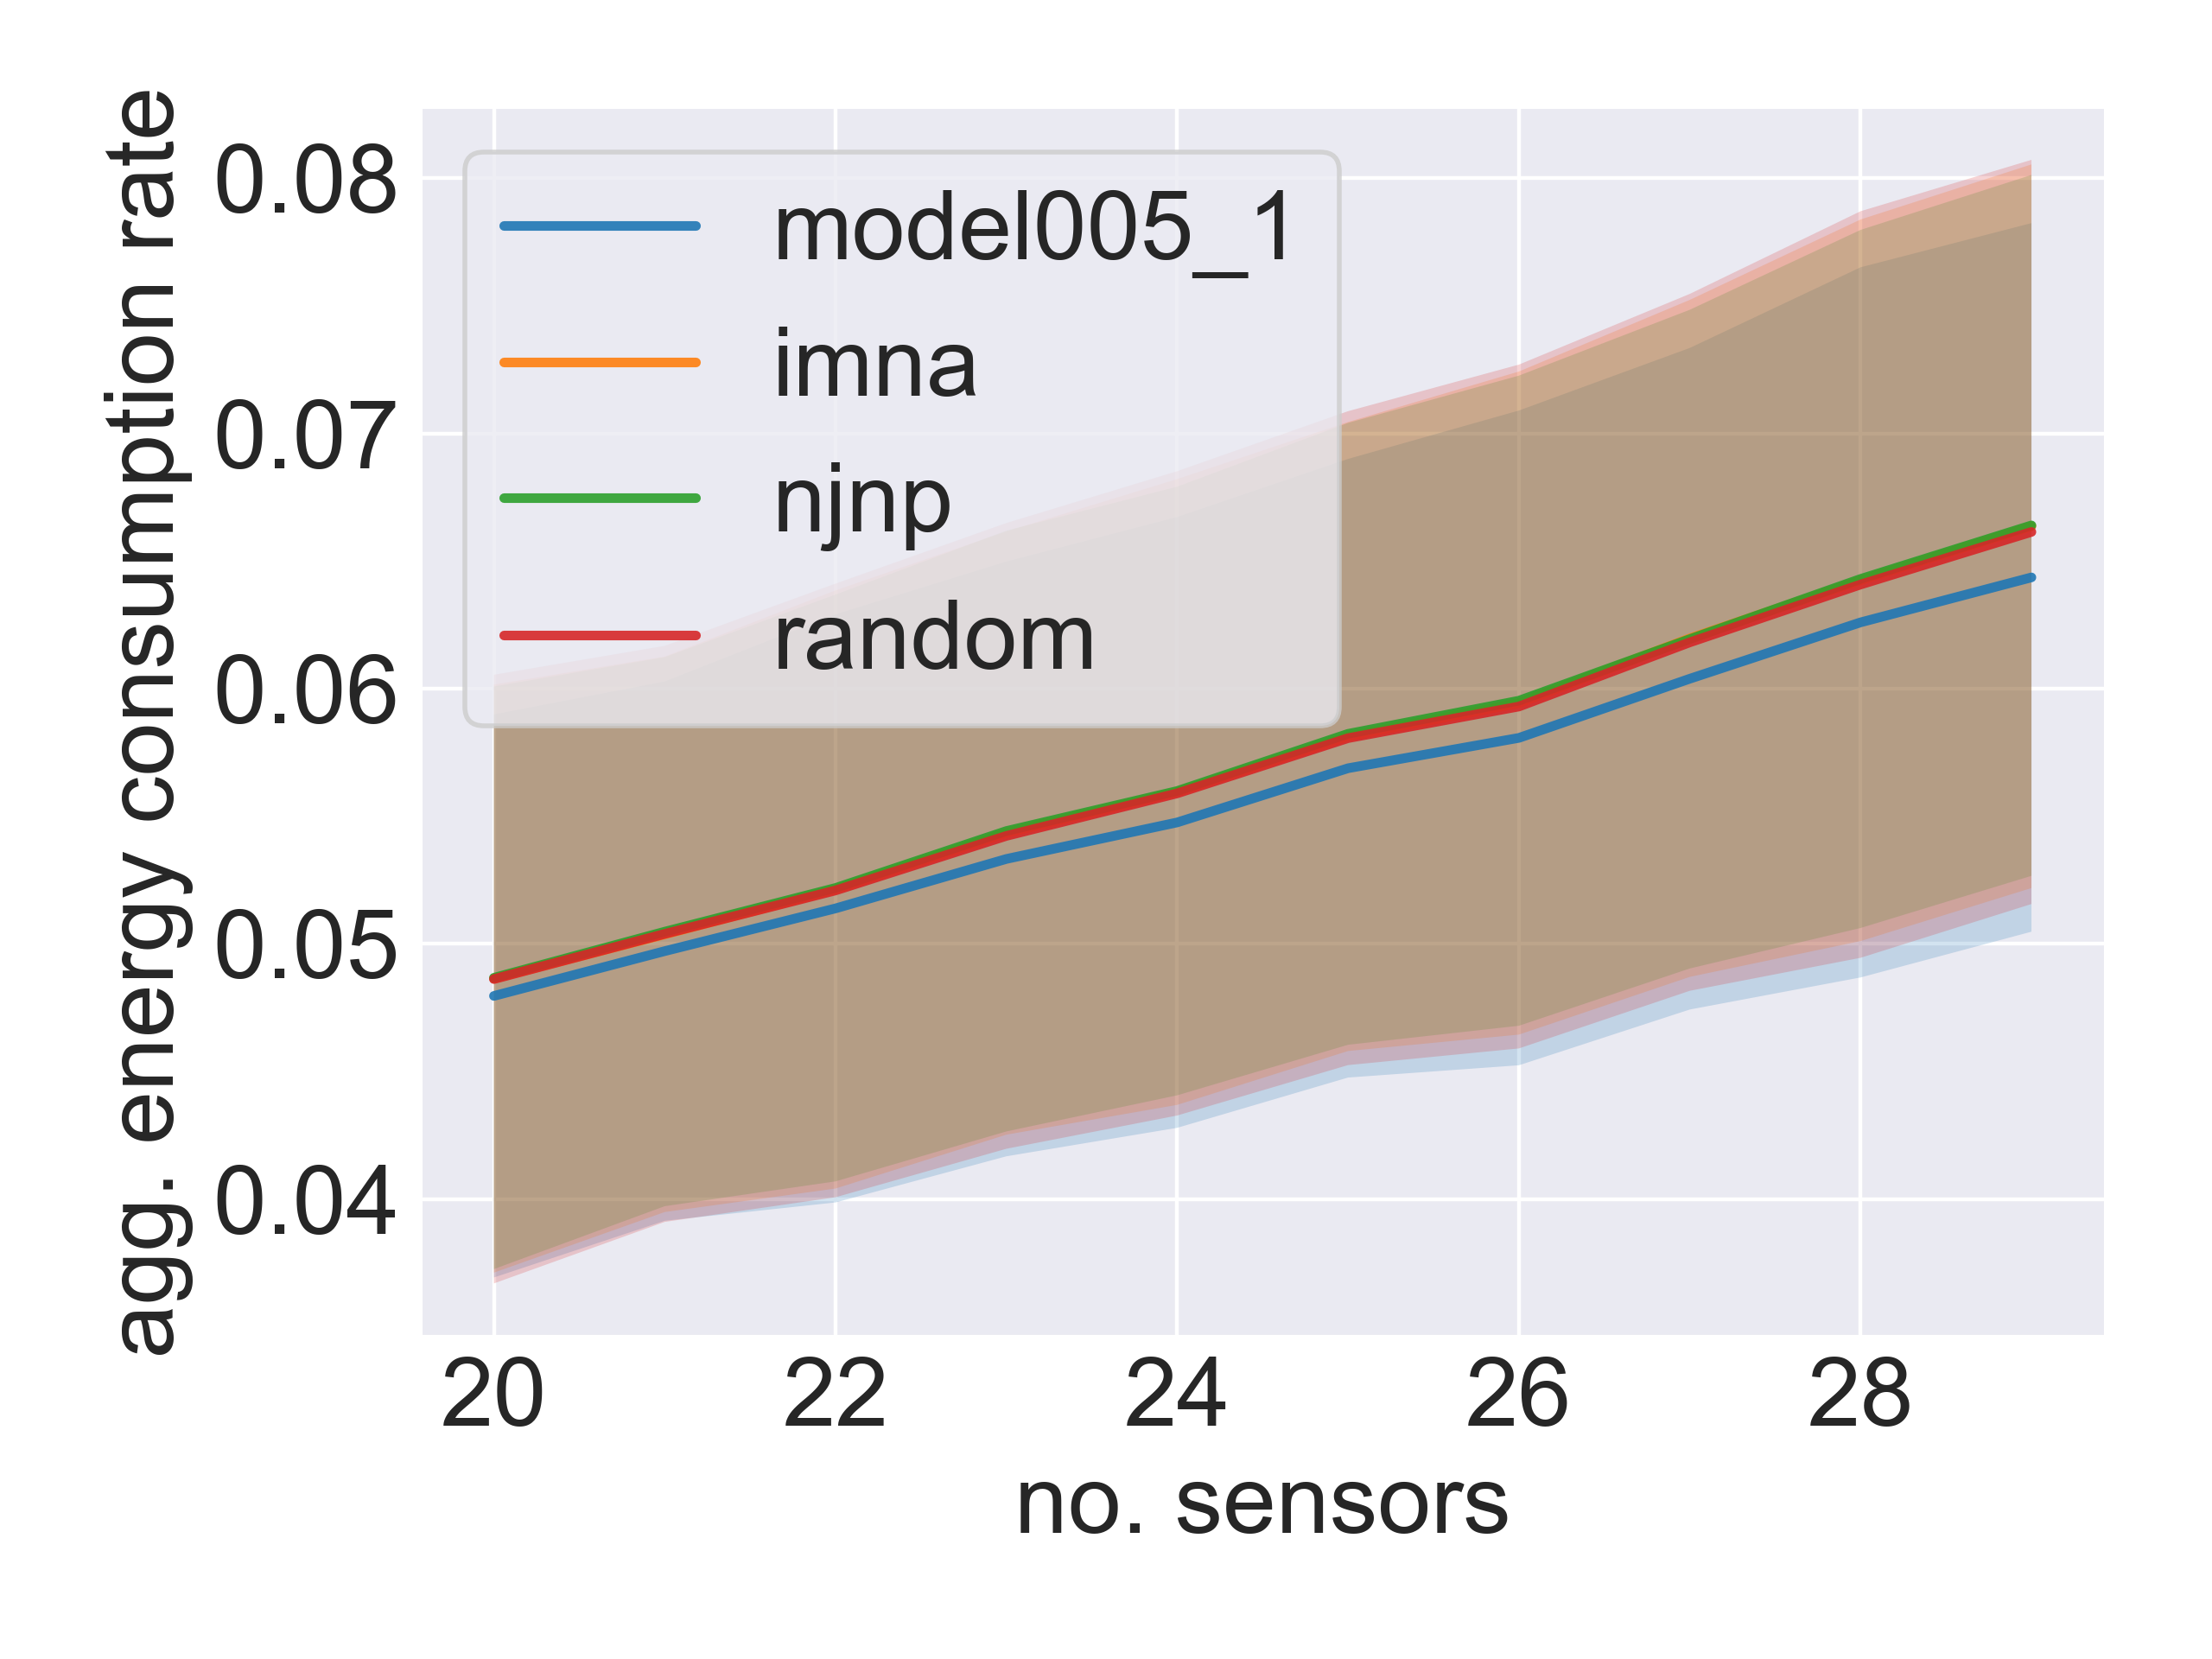 agg. energy consumption rate
0.08
0.07
0.06
0.05
0.04
model005_1
imna
njnp
random
20 22 24 26 28
no. sensors